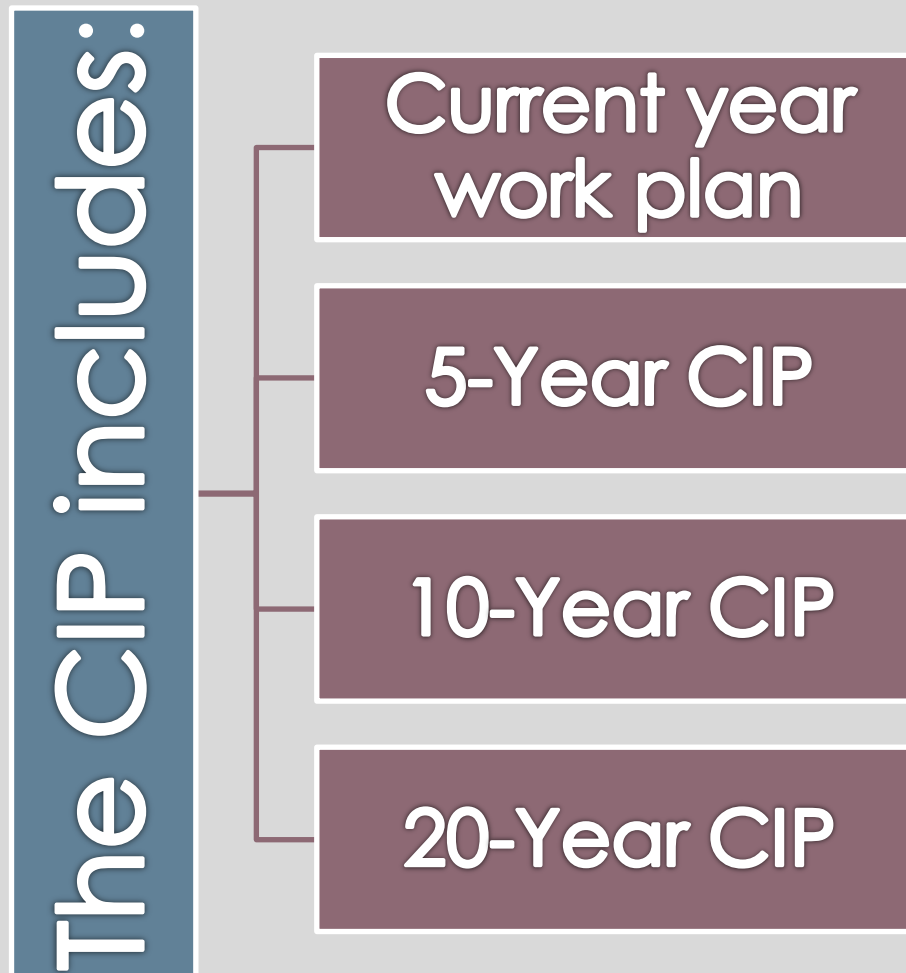 The CIP includes:
Current year
work plan
5-Year CIP
10-Year CIP
20-Year CIP